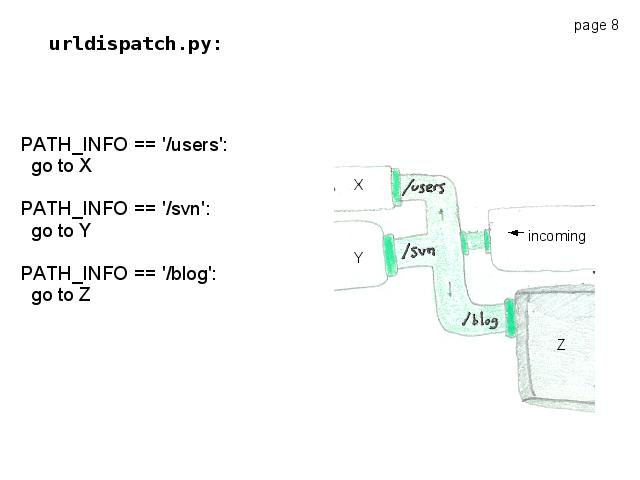 page 8
urldispatch.py:
PATH_INFO == '/users':
go to X
PATH_INFO == '/svn':
go to Y
PATH_INFO == '/blog':
go to Z
X
/users
incoming
Y
/svn
/blog
Z